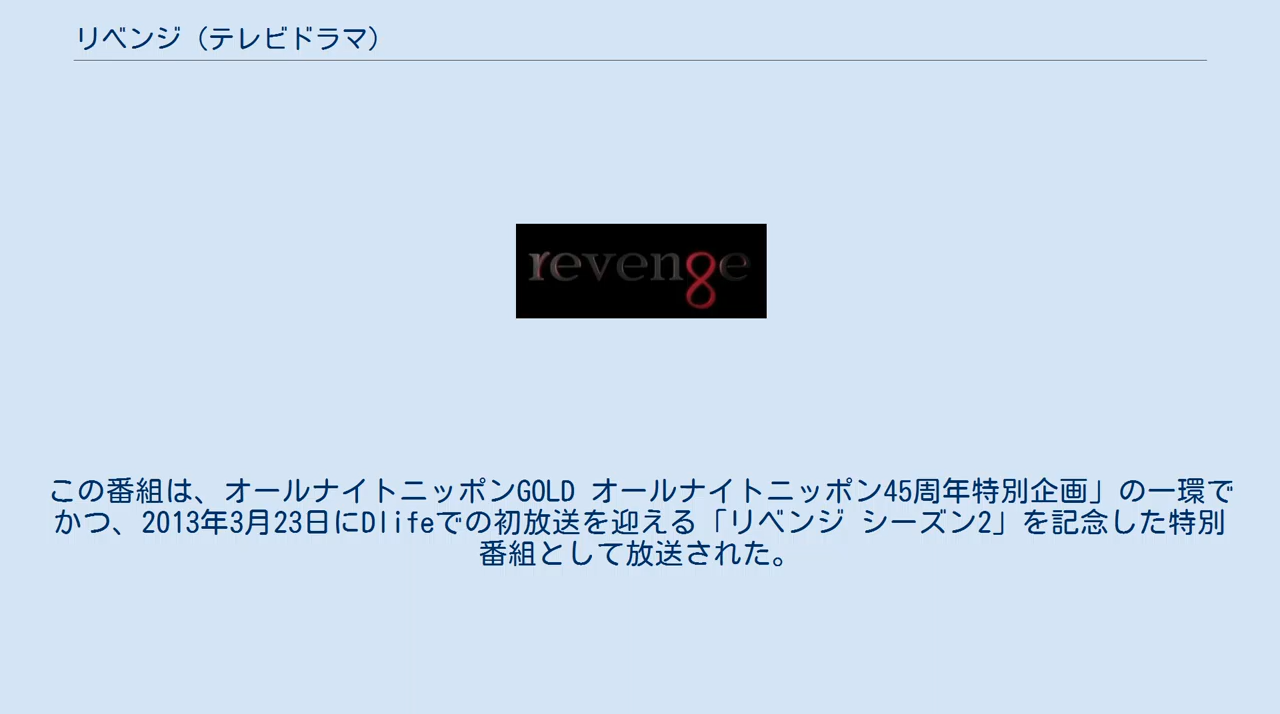 リベンジ（テレビドラマ）
revenge
この番組は、オールナイトニッポンGOLD オールナイトニッポン45周年特別企画」の一環で
かつ、2013年3月23日にDlifeでの初放送を迎える「リベンジ シーズン2」を記念した特別
番組として放送された。